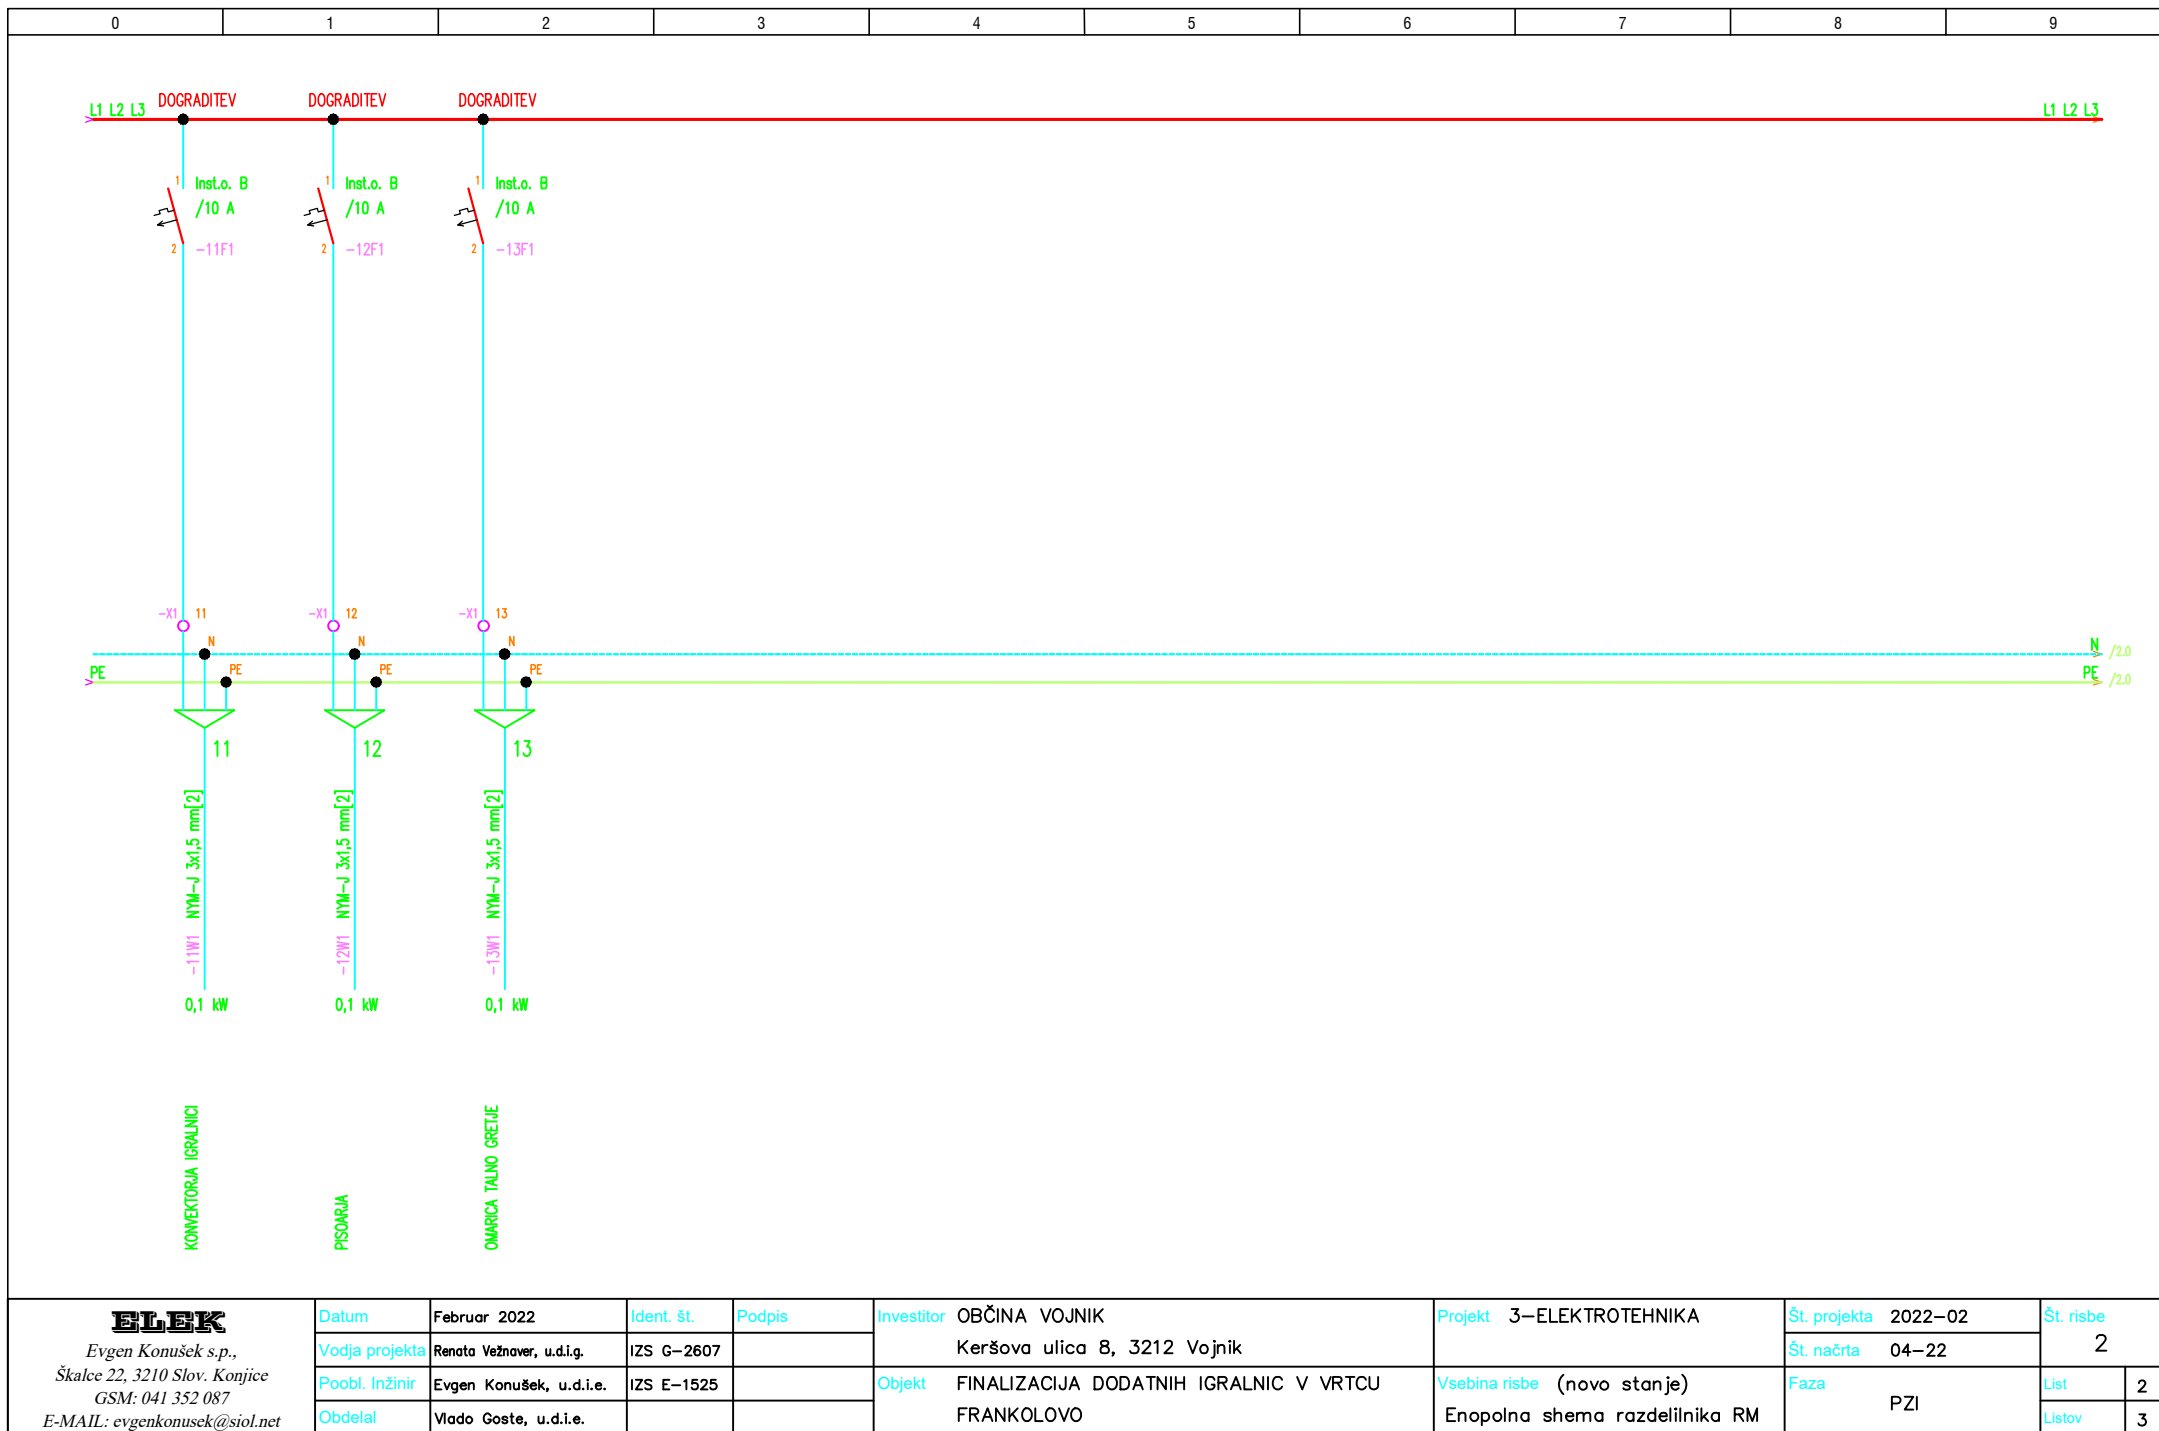 0 1 2 3 4 5 6 7 8 9
DOGRADITEV DOGRADITEV DOGRADITEV
L1 L2 L3 L1 L2 L3
1 Inst.o. B 1 Inst.o. B 1 Inst.o. B
/10 A /10 A /10 A
2 -11F1 2 -12F1 2 -13F1
-X1 11 -X1 12 -X1 13
N N N N /2.0
PE PE PE PE PE /2.0
11 12 13
-11W1 NYM-J 3x1,5 mm[2]
-12W1 NYM-J 3x1,5 mm[2]
-13W1 NYM-J 3x1,5 mm[2]
0,1 kW 0,1 kW 0,1 kW
KONVEKTORJA IGRALNICI
PISOARJA
OMARICA TALNO GRETJE
ELEK
Evgen Konušek s.p.,
Škalce 22, 3210 Slov. Konjice
GSM: 041 352 087
E-MAIL: evgenkonusek@siol.net
Datum Februar 2022 Ident. št. Podpis
Vodja projekta Renata Vežnaver, u.d.i.g. IZS G-2607
Poobl. Inžinir Evgen Konušek, u.d.i.e. IZS E-1525
Obdelal Vlado Goste, u.d.i.e.
Investitor OBČINA VOJNIK
Keršova ulica 8, 3212 Vojnik
Objekt FINALIZACIJA DODATNIH IGRALNIC V VRTCU
FRANKOLOVO
Projekt 3-ELEKTROTEHNIKA
Vsebina risbe (novo stanje)
Enopolna shema razdelilnika RM
Št. projekta 2022-02
Št. načrta 04-22
Faza PZI
Št. risbe
2
List 2
Listov 3